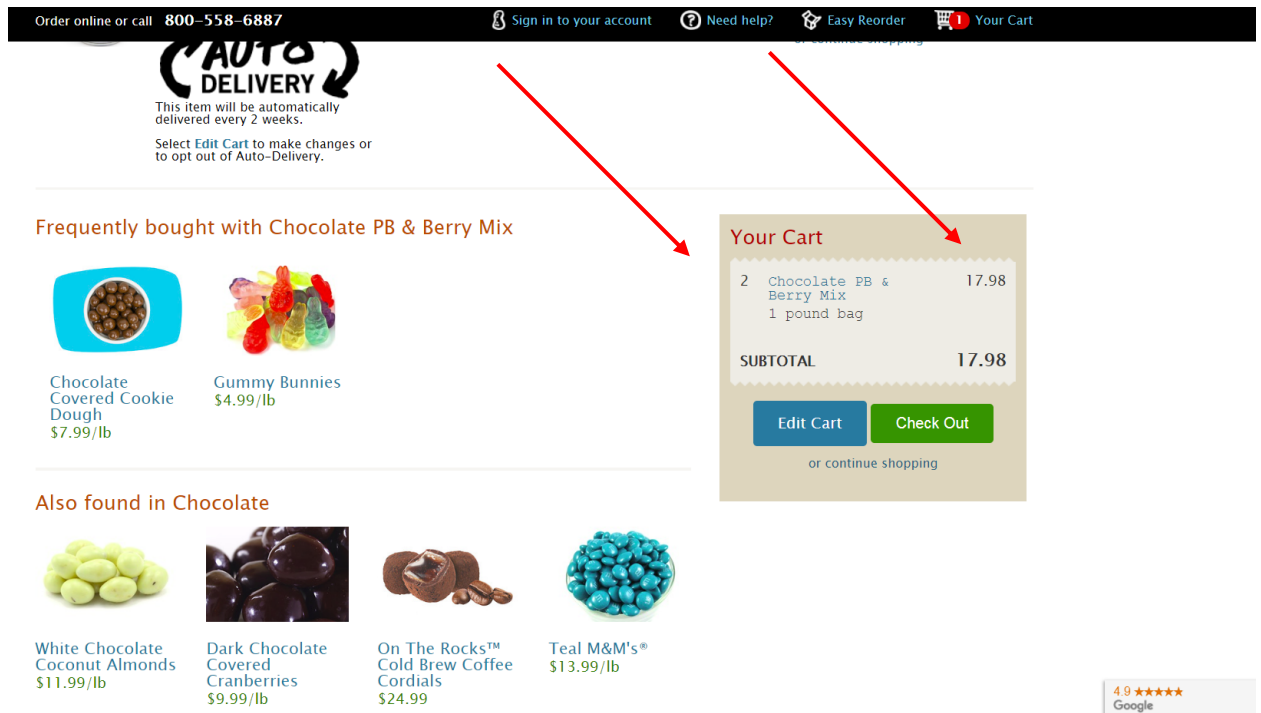 Order online or call 800-558-6887
Sign in to your account
Need help?
Easy Reorder
1 Your Cart
or continue shopping
AUTO
DELIVERY
This item will be automatically
delivered every 2 weeks.
Select Edit Cart to make changes or
to opt out of Auto-Delivery.
Frequently bought with Chocolate PB & Berry Mix
Chocolate
Covered Cookie
Dough
$7.99/lb
Gummy Bunnies
$4.99/lb
Your Cart
2 Chocolate PB & 17.98
Berry Mix
1 pound bag
SUBTOTAL 17.98
Edit Cart
Check Out
or continue shopping
Also found in Chocolate
White Chocolate
Coconut Almonds
$11.99/lb
Dark Chocolate
Covered
Cranberries
$9.99/lb
On The Rocks™
Cold Brew Coffee
Cordials
$24.99
Teal M&M's®
$13.99/lb
4.9 ★★★★★
Google